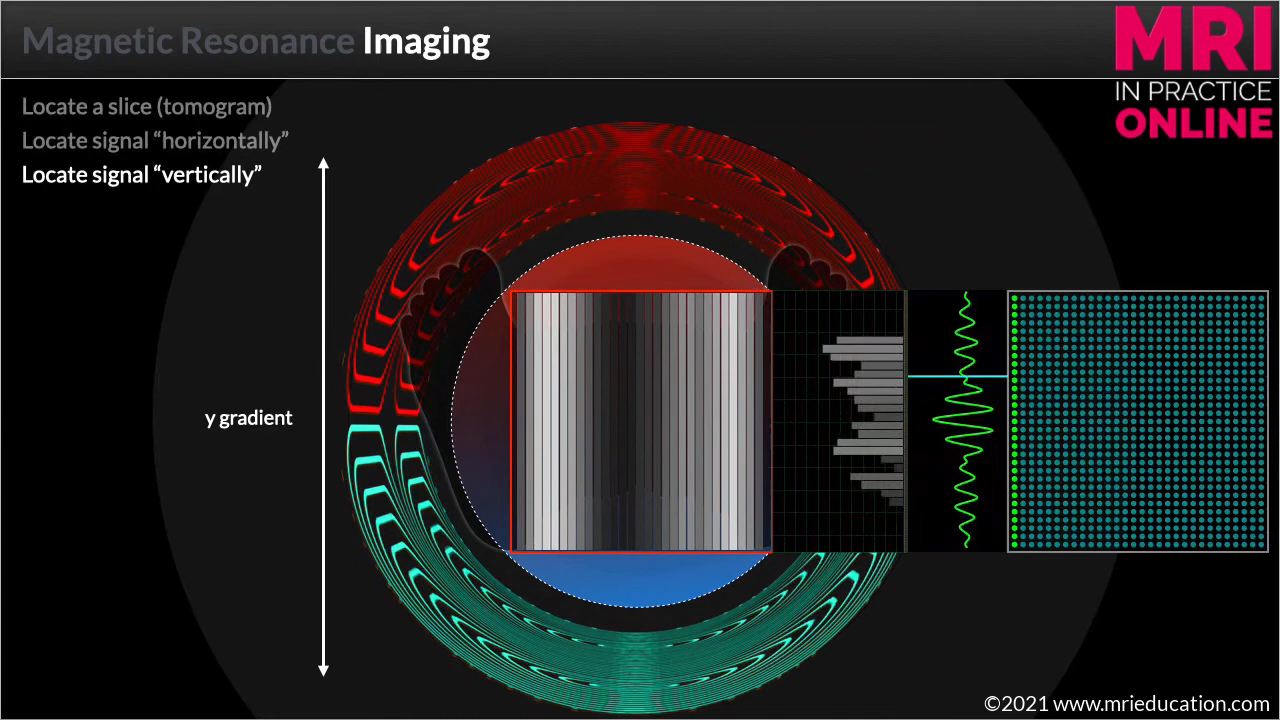 Magnetic Resonance Imaging
MRI
IN PRACTICE
ONLINE
Locate a slice (tomogram)
Locate signal “horizontally”
Locate signal “vertically”
y gradient
©2021 www.mrieducation.com